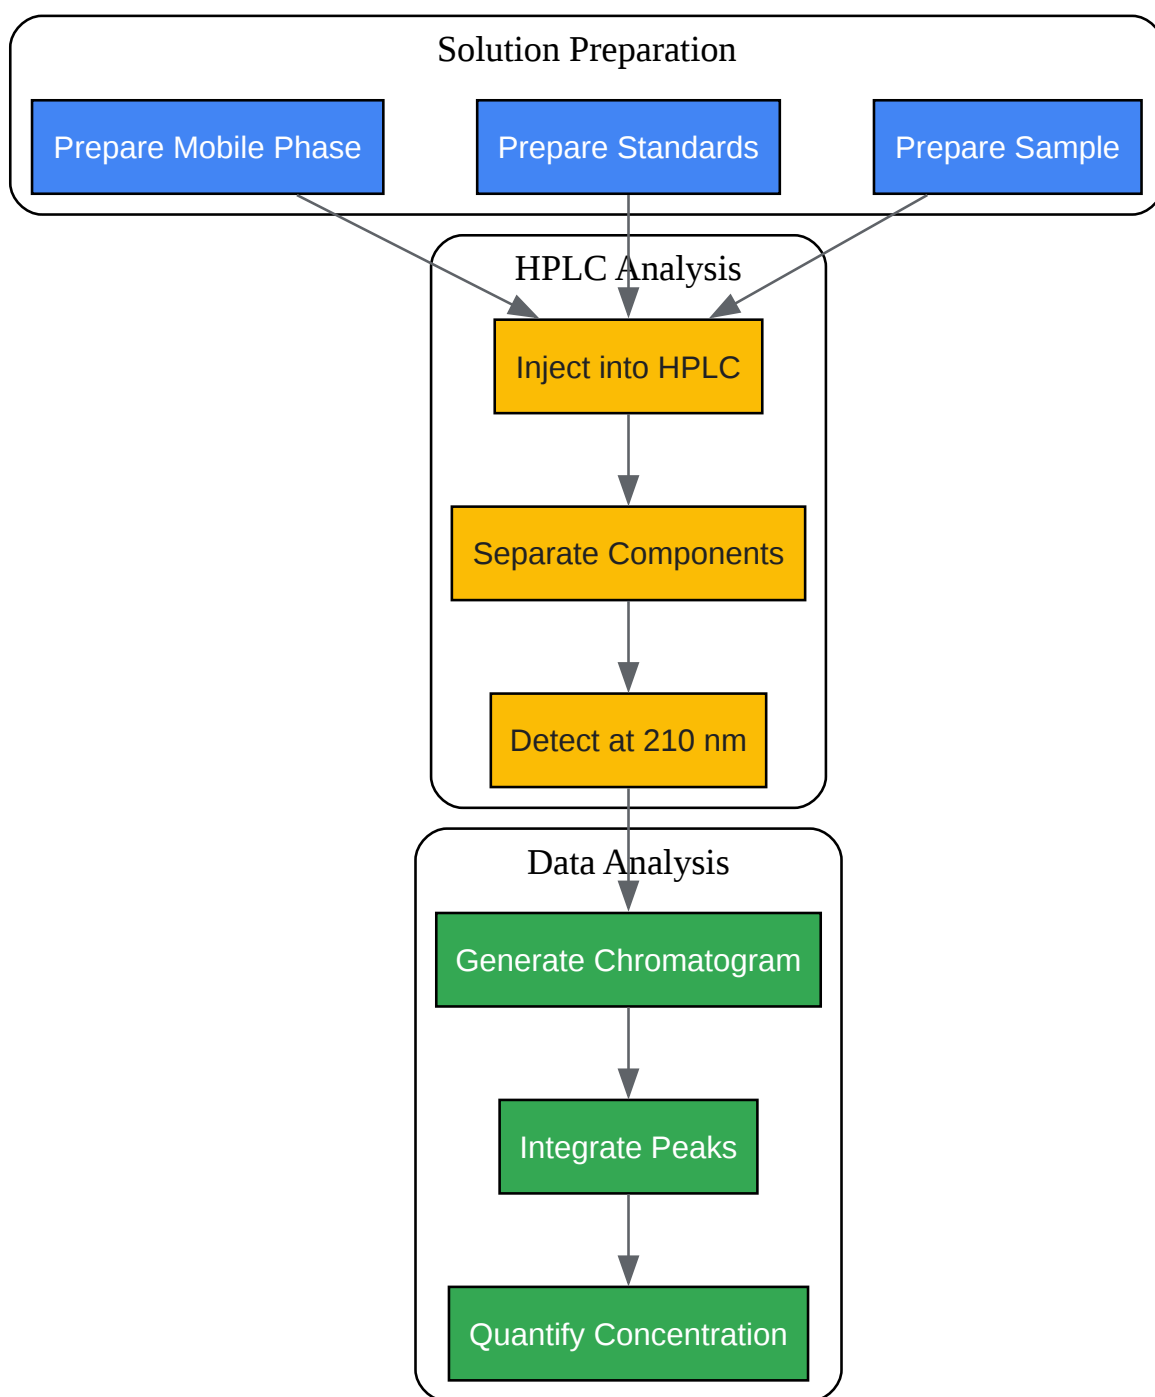 Solution Preparation
Prepare Mobile Phase
Prepare Standards
Prepare Sample
HPLC Analysis
Inject into HPLC
Separate Components
Detect at 210 nm
Data Analysis
Generate Chromatogram
Integrate Peaks
Quantify Concentration